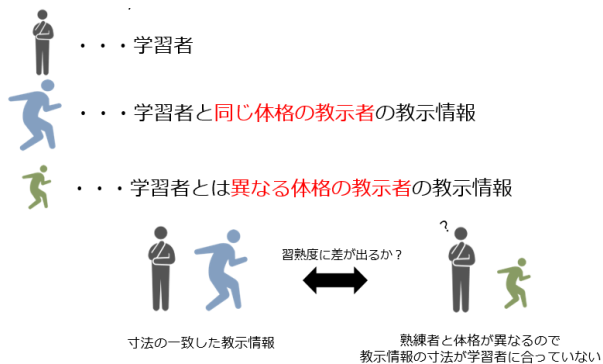 ・・・学習者
・・・学習者と同じ体格の教示者の教示情報
・・・学習者とは異なる体格の教示者の教示情報
?
習熟度に差が出るか？
寸法の一致した教示情報
熟練者と体格が異なるので
教示情報の寸法が学習者に合っていない